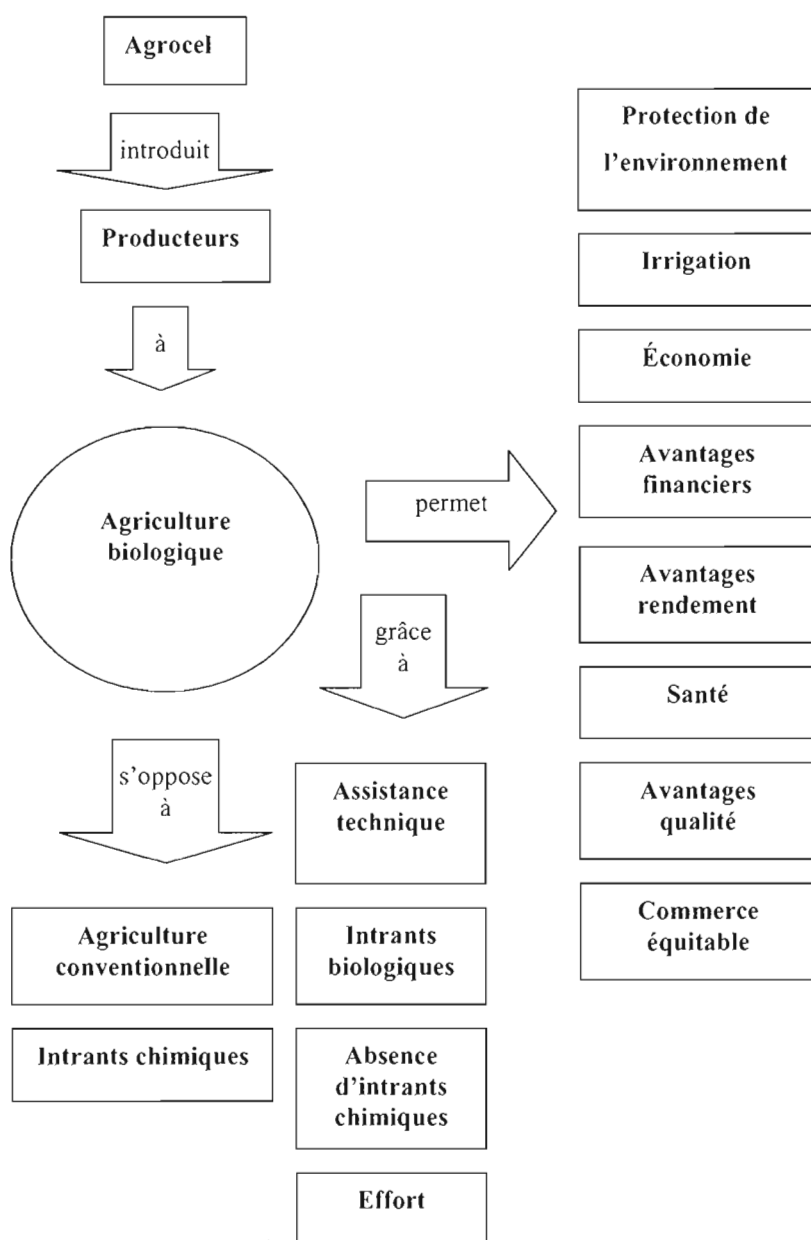 Agrocel
introduit
Producteurs
à
Agriculture
biologique
permet
grâce
à
s'oppose
à
Agriculture
conventionnelle
Intrants chimiques
Assistance
technique
Intrants
biologiques
Absence
d'intrants
chimiques
Effort
Protection de
l'environnement
Irrigation
Économie
Avantages
financiers
Avantages
rendement
Santé
Avantages
qualité
Commerce
équitable